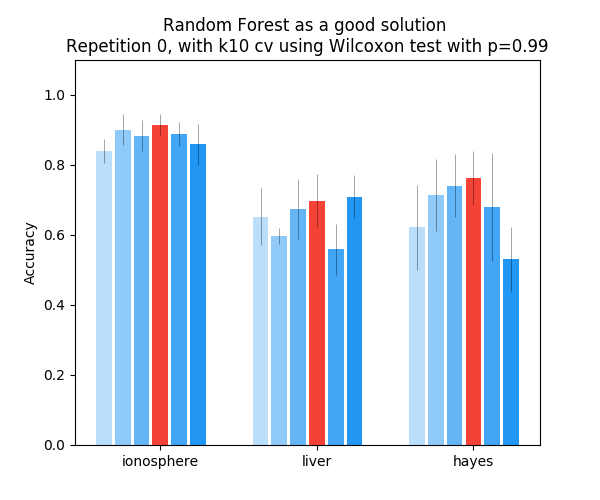 Random Forest as a good solution
Repetition 0, with k10 cv using Wilcoxon test with p=0.99
1.0
0.8
0.6
0.4
0.2
0.0
Accuracy
ionosphere
liver
hayes